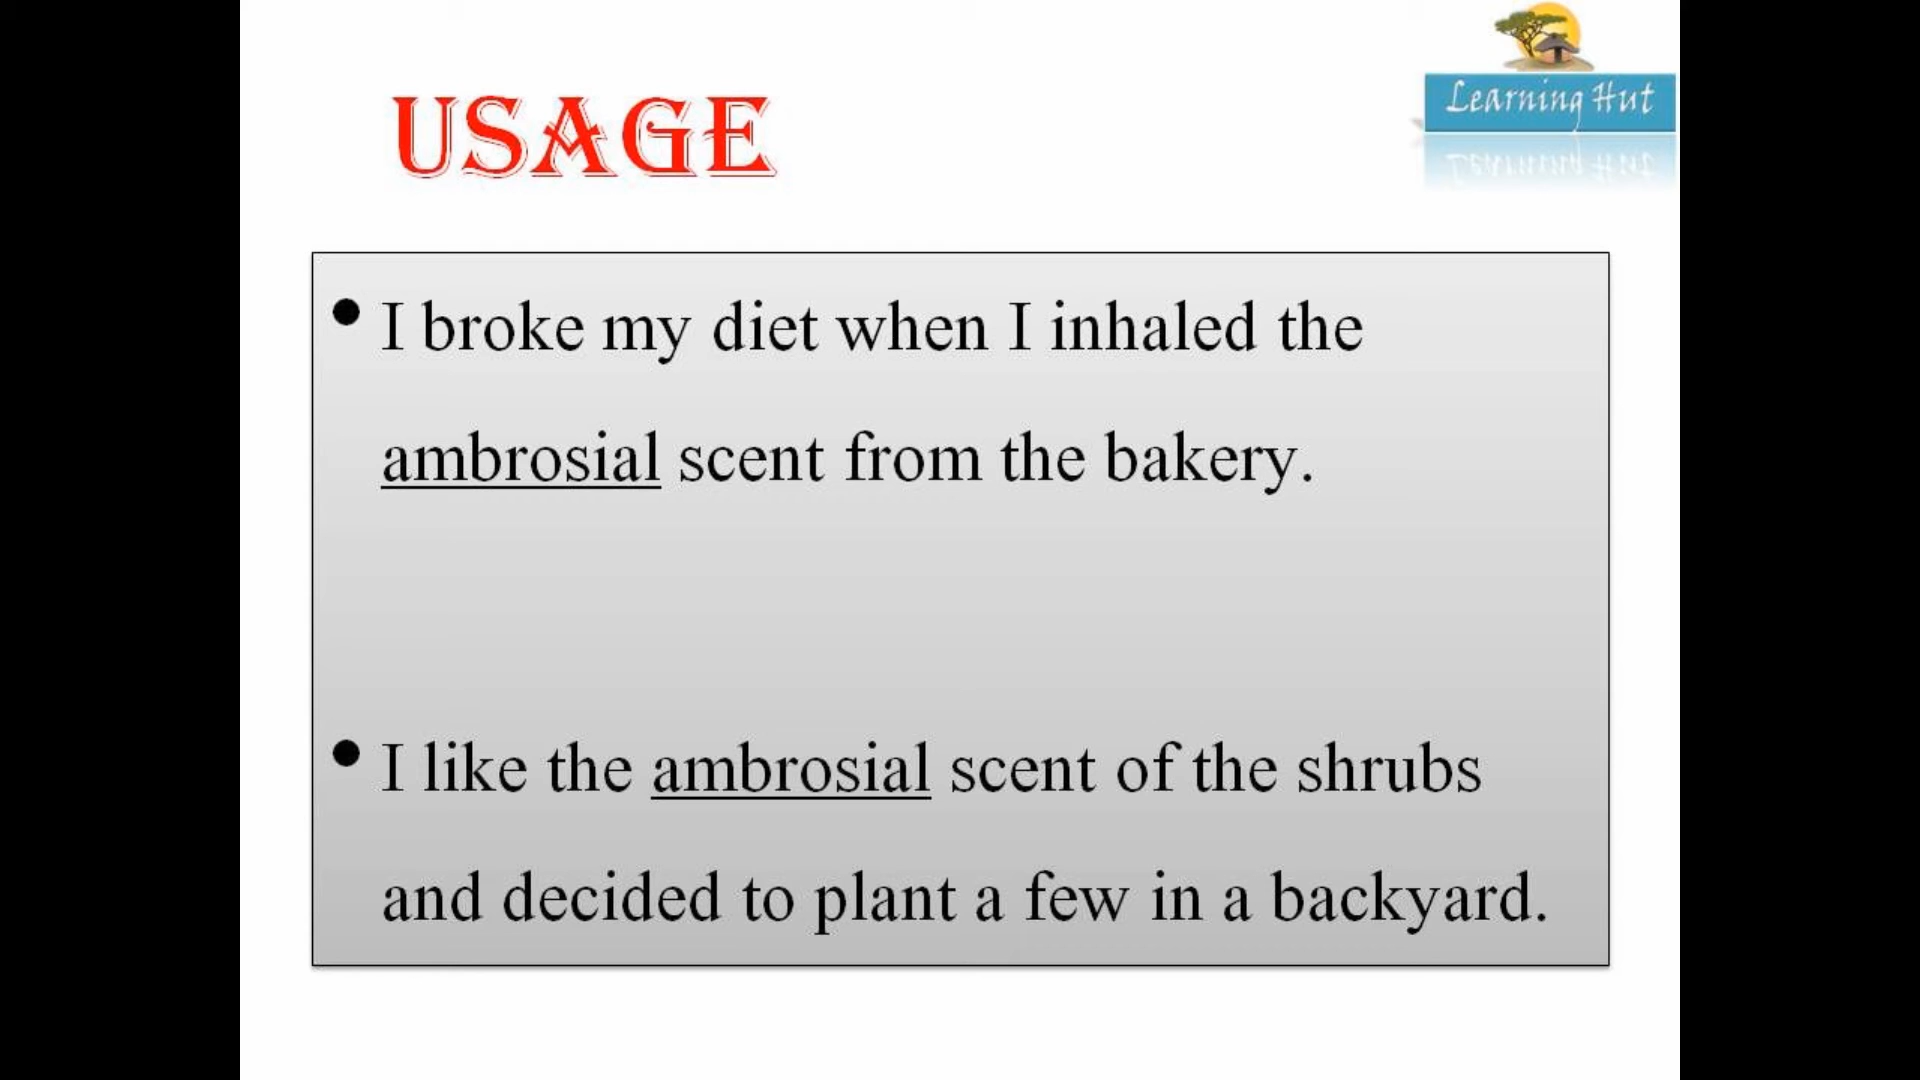 Learning Hut
USAGE
• I broke my diet when I inhaled the
ambrosial scent from the bakery.
• I like the ambrosial scent of the shrubs
and decided to plant a few in a backyard.